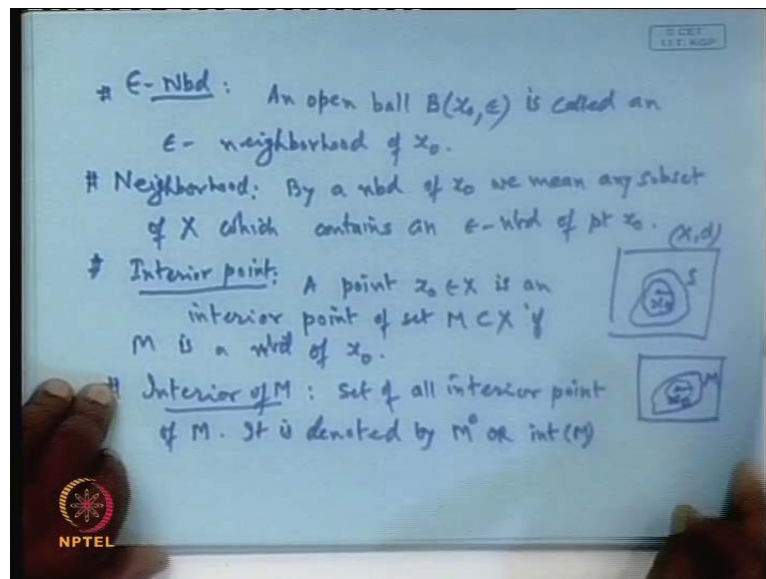 © CET
I.I.T. KGP
# ε-Nbd : An open ball B(x₀,ε) is called an
ε- neighborhood of x₀.
# Neighborhood: By a nbd of x₀ we mean any subset
of X which contains an ε-nbd of pt x₀.
(X,d)
S
x₀
# Interior point: A point x₀ ∈ X is an
interior point of set M ⊂ X if
M is a nbd of x₀.
M
x₀
# Interior of M : Set of all interior point
of M. It is denoted by M° OR int(M)
NPTEL